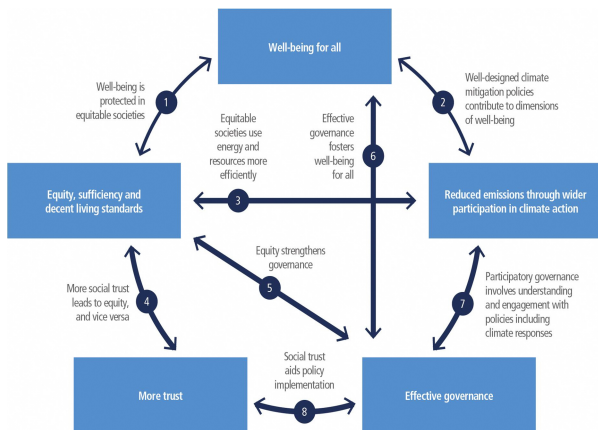 Well-being for all
Well-being is
protected in
equitable societies
1
Well-designed climate
mitigation policies
contribute to dimensions
of well-being
2
Equitable
societies use
energy and
resources more
efficiently
Effective
governance
fosters
well-being
for all
6
Equity, sufficiency and
decent living standards
3
Reduced emissions through wider
participation in climate action
More social trust
leads to equity,
and vice versa
4
Equity strengthens
governance
5
Participatory governance
involves understanding
and engagement with
policies including
climate responses
7
More trust
Social trust
aids policy
implementation
8
Effective governance